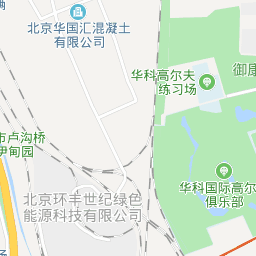 北京华国汇混凝土
有限公司
华科高尔夫
练习场
御康
市卢沟桥
伊甸园
华科国际高尔
俱乐部
北京环丰世纪绿色
能源科技有限公司